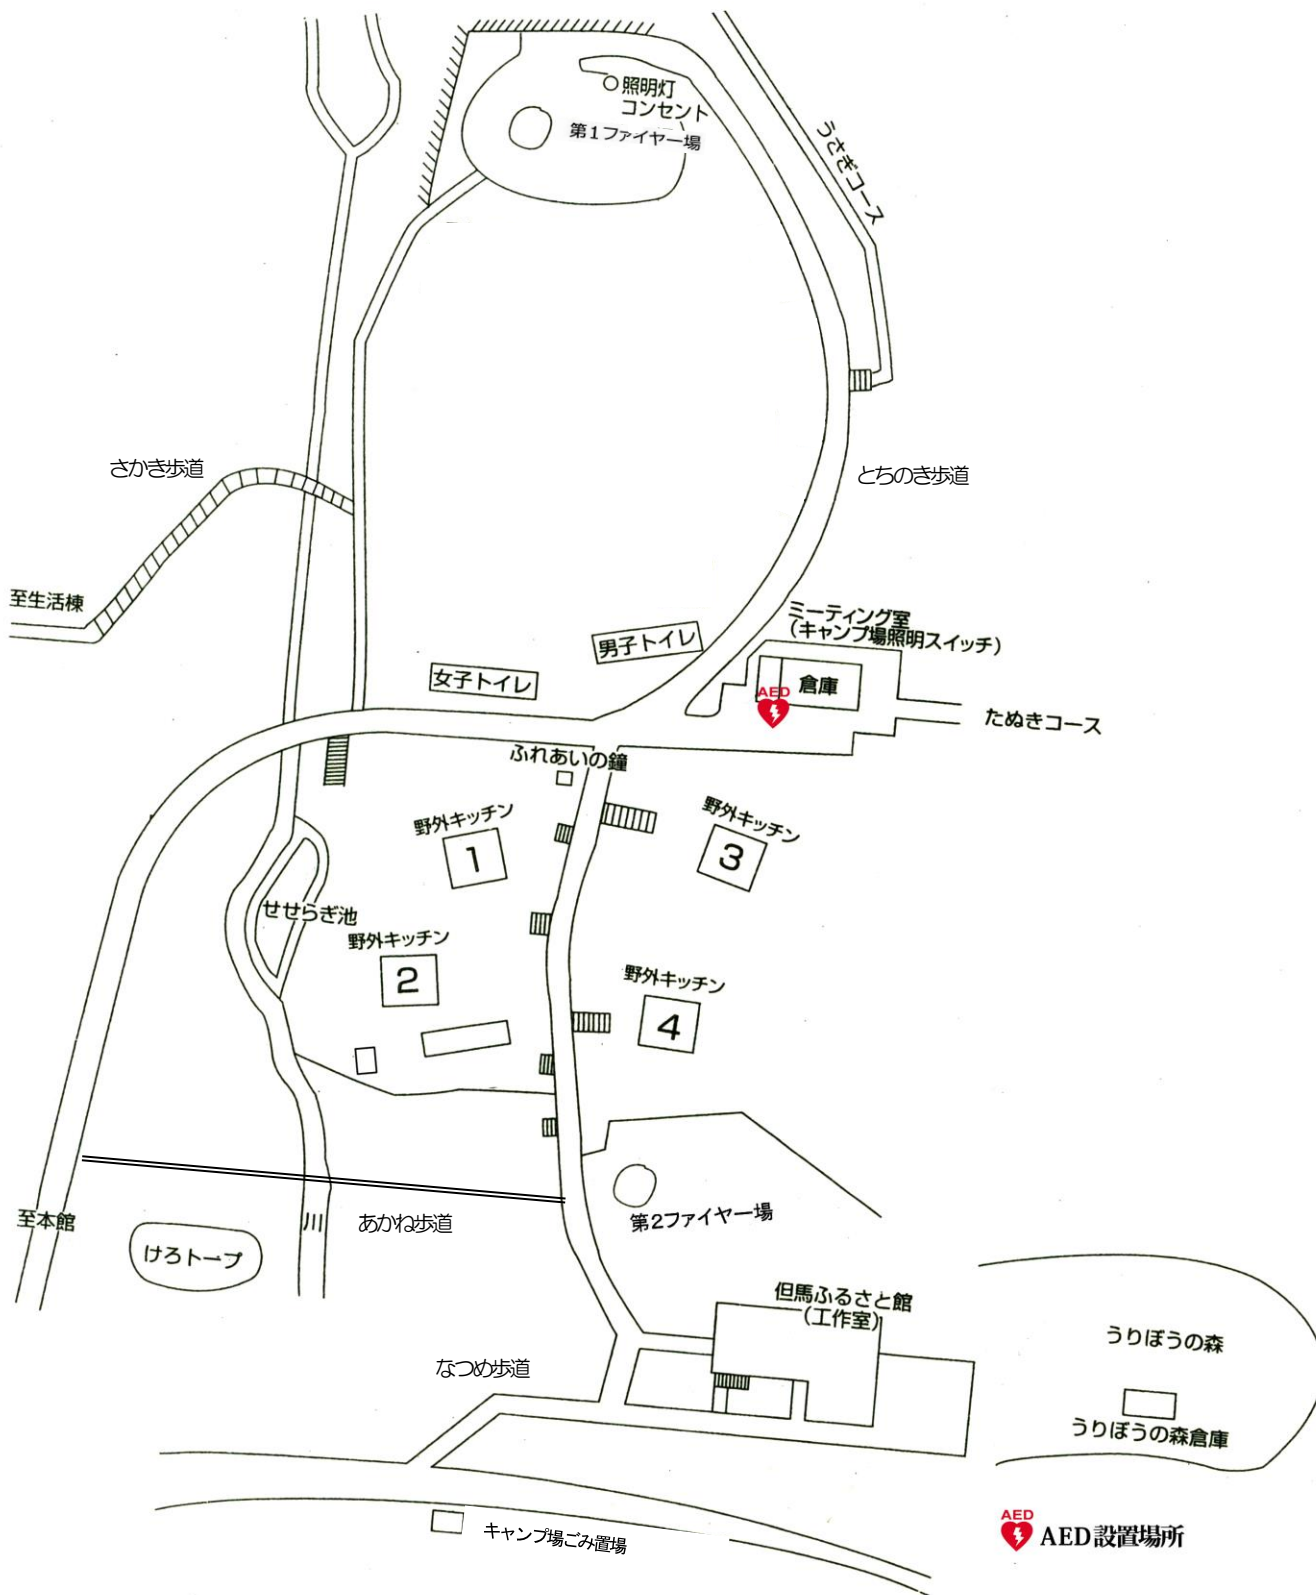 照明灯
コンセント
第1ファイヤー場
うさぎコース
さかき歩道
とちのき歩道
至生活棟
ミーティング室
(キャンプ場照明スイッチ)
男子トイレ
女子トイレ
倉庫
AED
たぬきコース
ふれあいの鐘
野外キッチン
1
野外キッチン
3
せせらぎ池
野外キッチン
2
野外キッチン
4
至本館
川
あかね歩道
けろトープ
第2ファイヤー場
但馬ふるさと館
(工作室)
うりぼうの森
なつめ歩道
うりぼうの森倉庫
キャンプ場ごみ置場
AED
AED設置場所